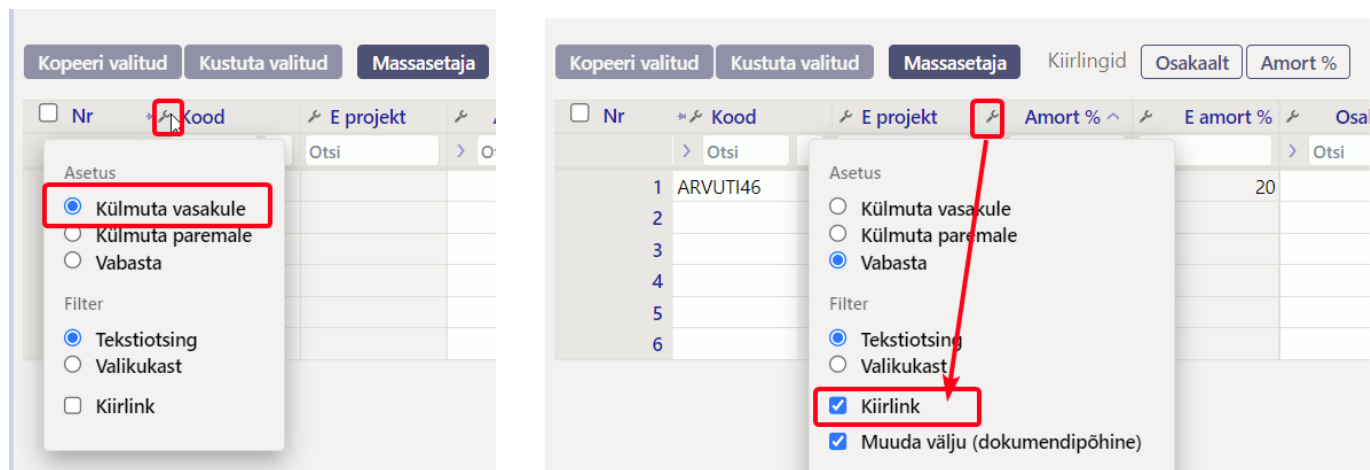 Kopeeri valitud Kustuta valitud Massasetaja
Nr Kood E projekt
Otsi
Asetus
Külmuta vasakule
Külmuta paremale
Vabasta
Filter
Tekstiotsing
Valikukast
Kiirlink
Kopeeri valitud Kustuta valitud Massasetaja Kiirlingid Osakaalt Amort %
Nr Kood E projekt Amort % E amort %
Otsi Otsi
1 ARVUTI46 20
2
3
4
5
6
Asetus
Külmuta vasakule
Külmuta paremale
Vabasta
Filter
Tekstiotsing
Valikukast
Kiirlink
Muuda välju (dokumendipõhine)